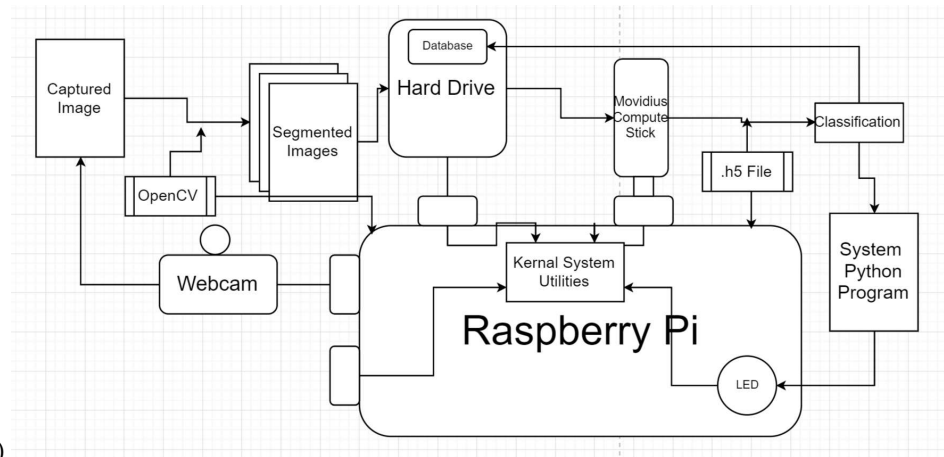 Captured
Image
OpenCV
Webcam
Segmented
Images
Database
Hard Drive
Movidius
Compute
Stick
.h5 File
Classification
System
Python
Program
Kernal System
Utilities
Raspberry Pi
LED
)